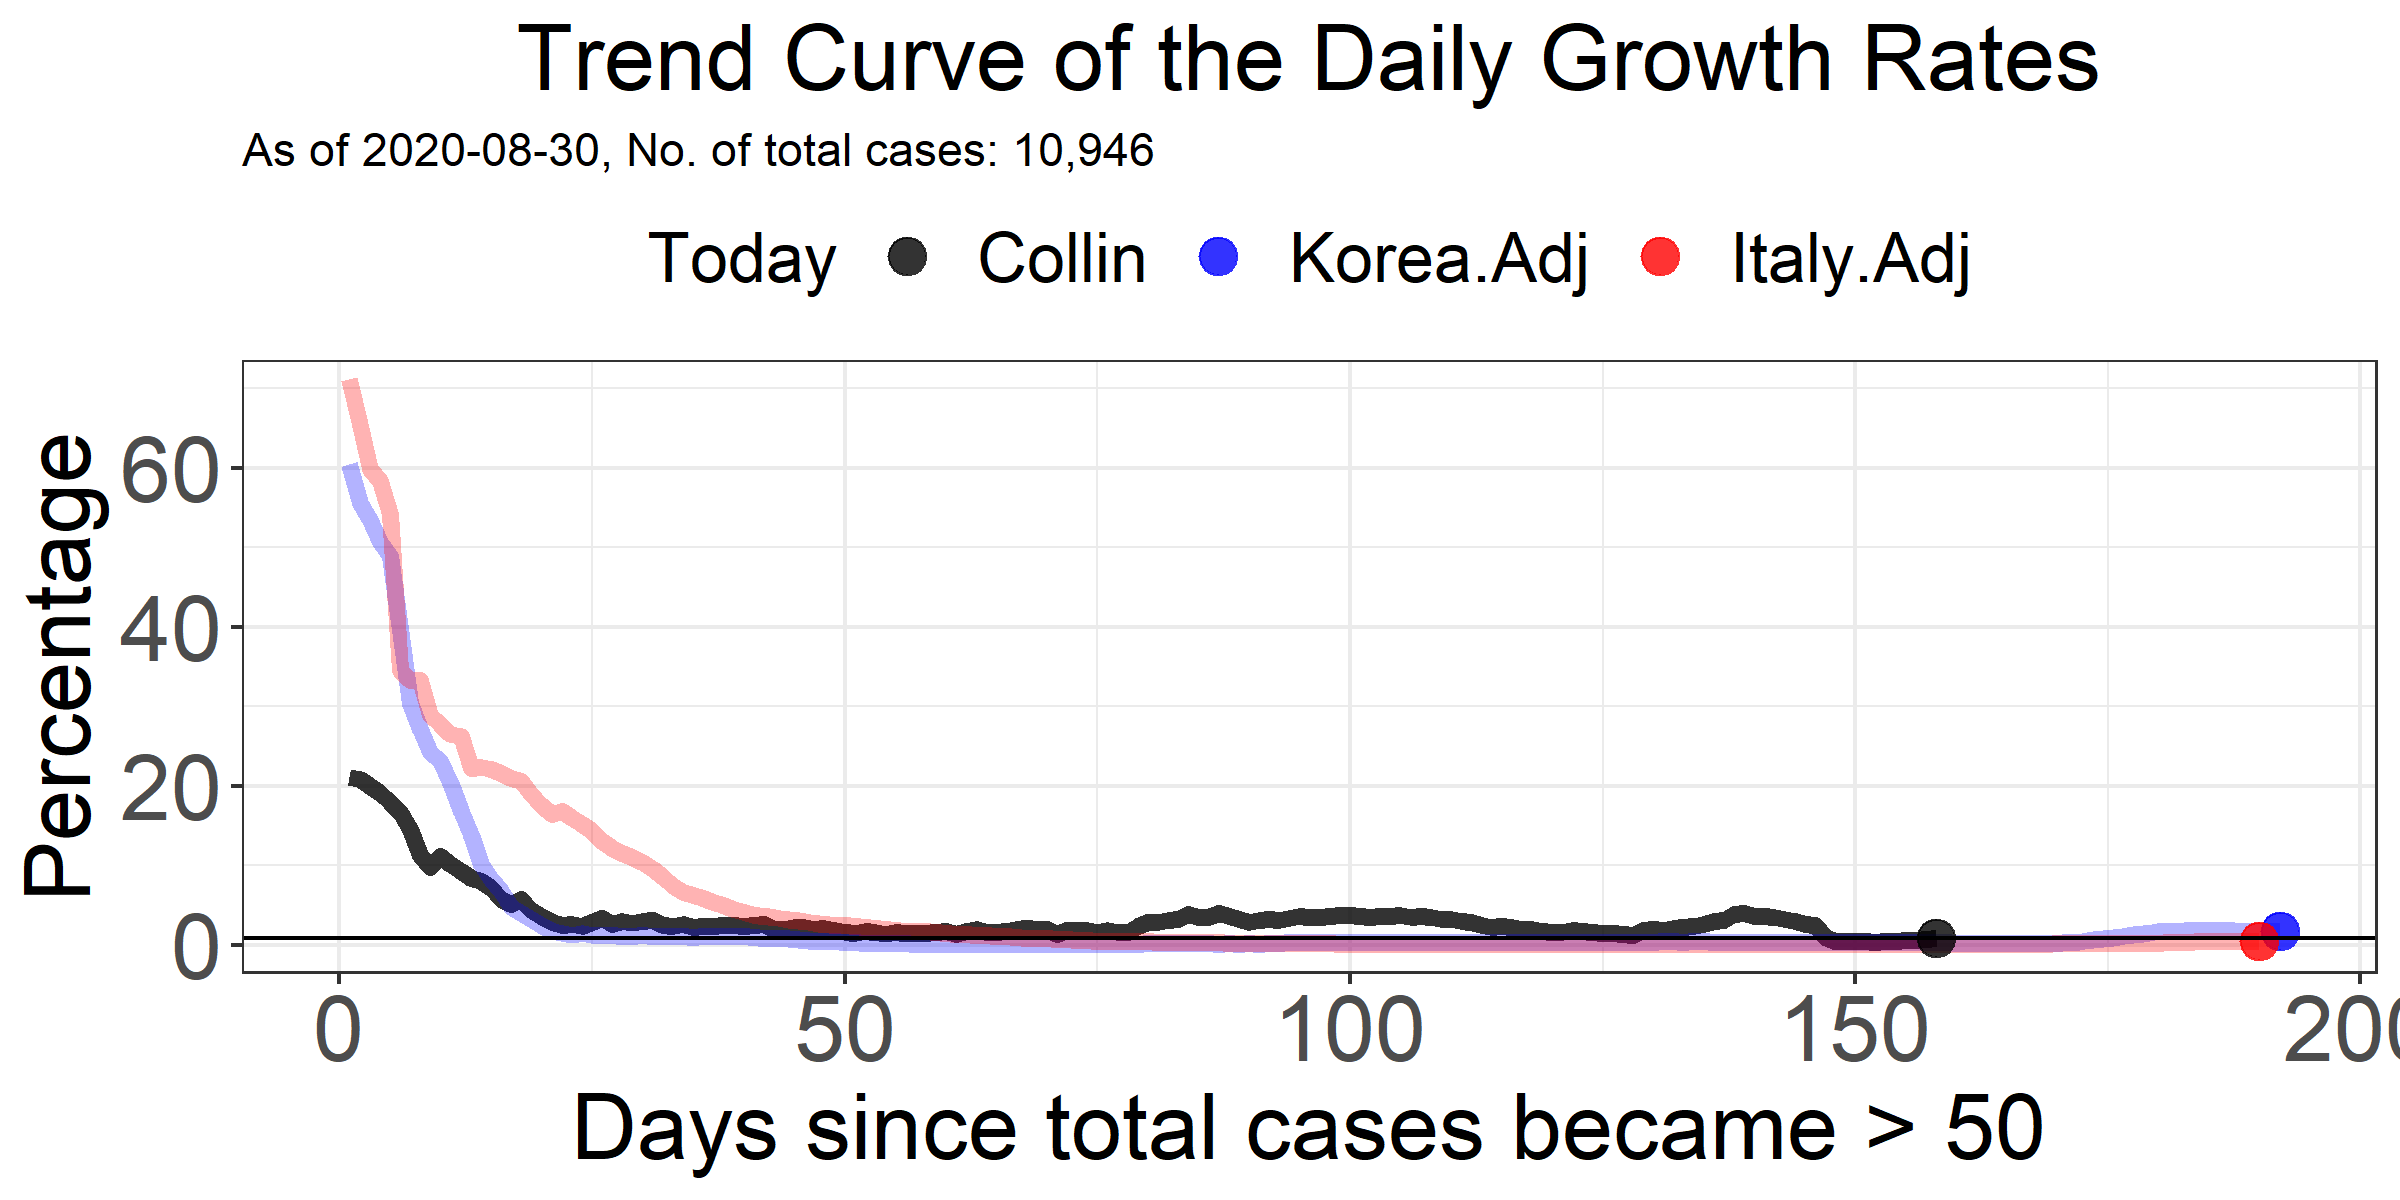 Trend Curve of the Daily Growth Rates
As of 2020-08-30, No. of total cases: 10,946
Today Collin Korea.Adj Italy.Adj
Percentage
60
40
20
0
0 50 100 150 200
Days since total cases became > 50